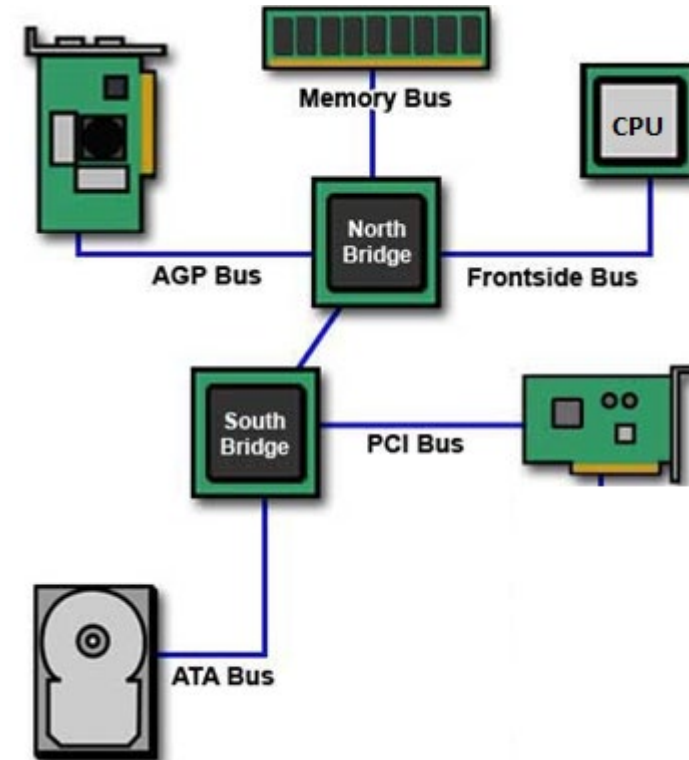 Memory Bus
CPU
North
Bridge
AGP Bus
Frontside Bus
South
Bridge
PCI Bus
ATA Bus